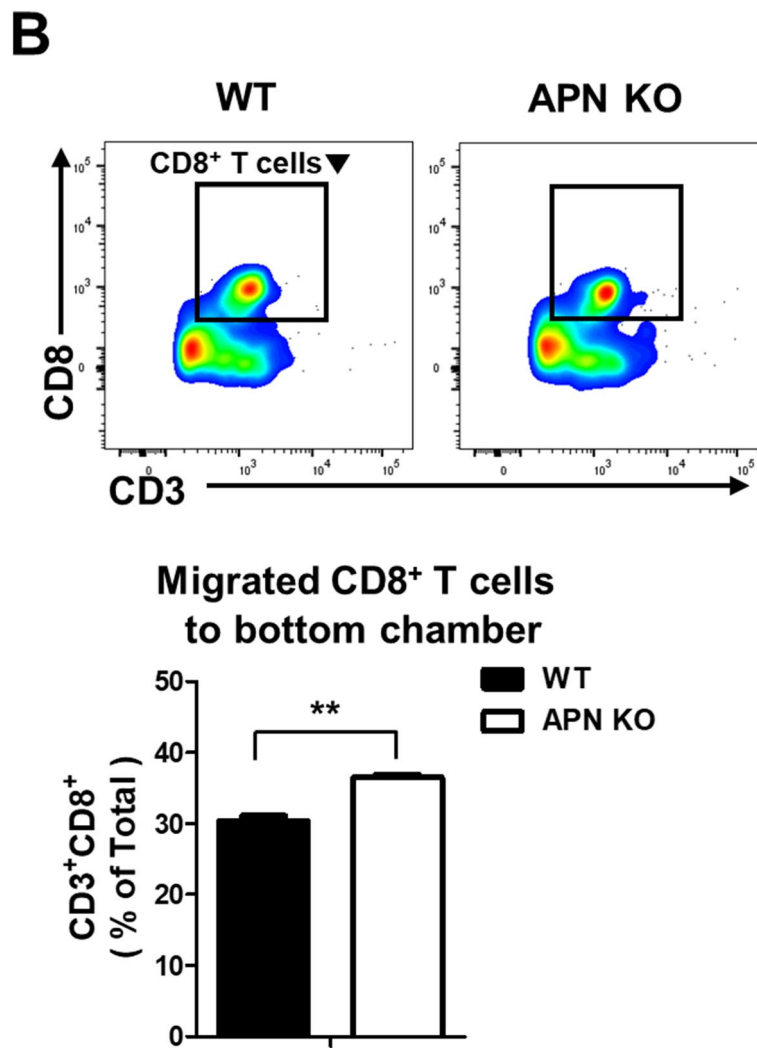 B
WT
APN KO
CD8⁺ T cells▼
10⁵
10⁴
10³
0
CD8
10⁵
10⁴
10³
0
0 10³ 10⁴ 10⁵
0 10³ 10⁴ 10⁵
CD3
Migrated CD8⁺ T cells
to bottom chamber
WT
APN KO
**
50
40
30
20
10
0
CD3⁺CD8⁺
( % of Total )